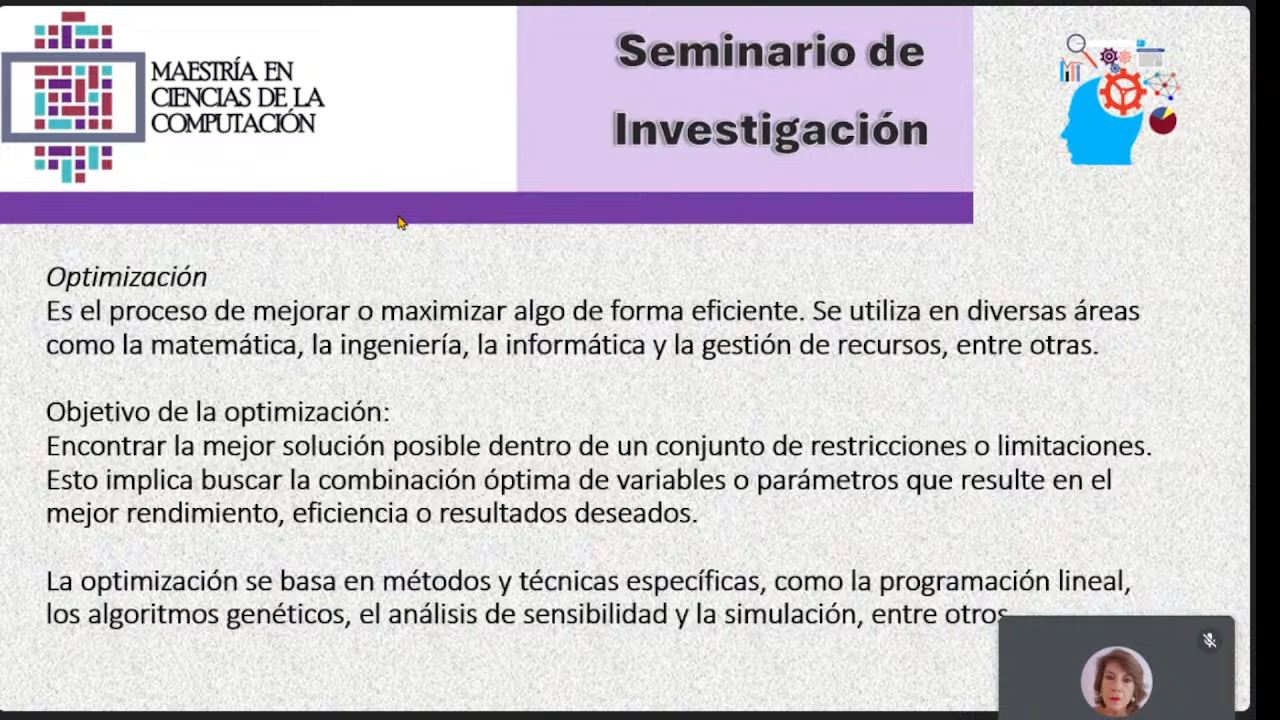 MAESTRÍA EN
CIENCIAS DE LA
COMPUTACIÓN
Seminario de
Investigación
Optimización
Es el proceso de mejorar o maximizar algo de forma eficiente. Se utiliza en diversas áreas
como la matemática, la ingeniería, la informática y la gestión de recursos, entre otras.
Objetivo de la optimización:
Encontrar la mejor solución posible dentro de un conjunto de restricciones o limitaciones.
Esto implica buscar la combinación óptima de variables o parámetros que resulte en el
mejor rendimiento, eficiencia o resultados deseados.
La optimización se basa en métodos y técnicas específicas, como la programación lineal,
los algoritmos genéticos, el análisis de sensibilidad y la simulación, entre otros